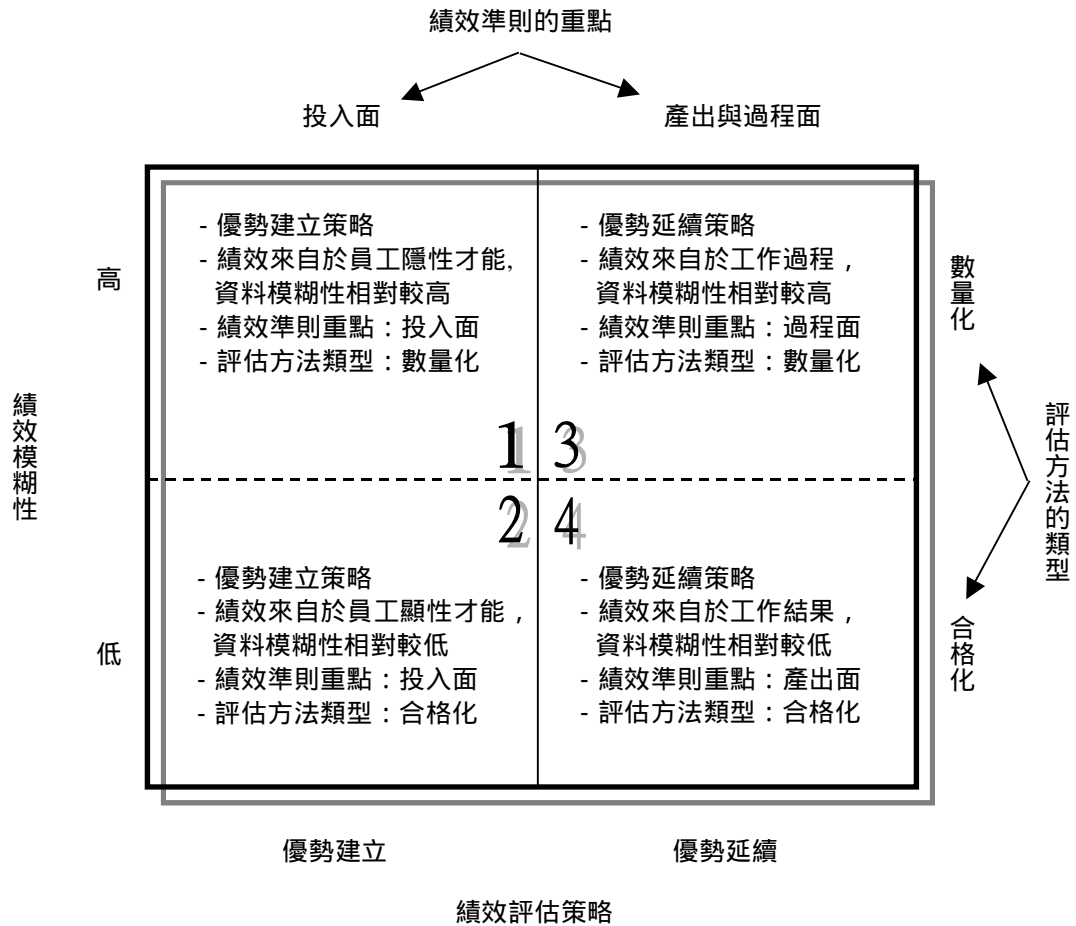 績效準則的重點
投入面
產出與過程面
高
低
績效模糊性
- 優勢建立策略
- 績效來自於員工隱性才能,
資料模糊性相對較高
- 績效準則重點：投入面
- 評估方法類型：數量化
1
- 優勢延續策略
- 績效來自於工作過程，
資料模糊性相對較高
- 績效準則重點：過程面
- 評估方法類型：數量化
3
2
- 優勢建立策略
- 績效來自於員工顯性才能，
資料模糊性相對較低
- 績效準則重點：投入面
- 評估方法類型：合格化
4
- 優勢延續策略
- 績效來自於工作結果，
資料模糊性相對較低
- 績效準則重點：產出面
- 評估方法類型：合格化
數量化
合格化
評估方法的類型
優勢建立
優勢延續
績效評估策略